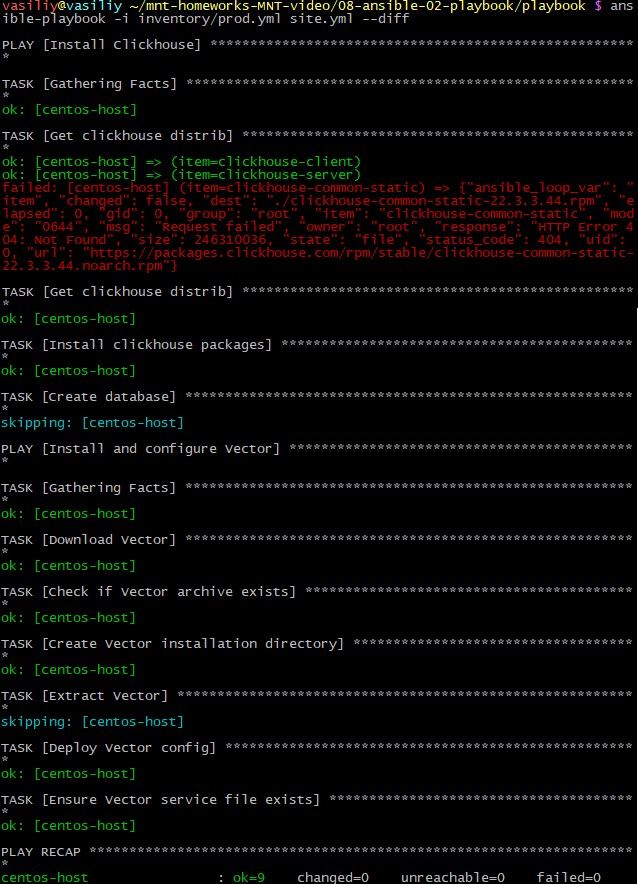 vasiliy@vasiliy ~/mnt-homeworks-MNT-video/08-ansible-02-playbook/playbook $ ans
ible-playbook -i inventory/prod.yml site.yml --diff
PLAY [Install Clickhouse] *****************************************************
*
TASK [Gathering Facts] ********************************************************
*
ok: [centos-host]
TASK [Get clickhouse distrib] *************************************************
*
ok: [centos-host] => (item=clickhouse-client)
ok: [centos-host] => (item=clickhouse-server)
failed: [centos-host] (item=clickhouse-common-static) => {"ansible_loop_var": "
item", "changed": false, "dest": "./clickhouse-common-static-22.3.3.44.rpm", "e
lapsed": 0, "gid": 0, "group": "root", "item": "clickhouse-common-static", "mod
e": "0644", "msg": "Request failed", "owner": "root", "response": "HTTP Error 4
04: Not Found", "size": 246310036, "state": "file", "status_code": 404, "uid":
0, "url": "https://packages.clickhouse.com/rpm/stable/clickhouse-common-static-
22.3.3.44.noarch.rpm"}
TASK [Get clickhouse distrib] *************************************************
*
ok: [centos-host]
TASK [Install clickhouse packages] ********************************************
*
ok: [centos-host]
TASK [Create database] ********************************************************
*
skipping: [centos-host]
PLAY [Install and configure Vector] *******************************************
*
TASK [Gathering Facts] ********************************************************
*
ok: [centos-host]
TASK [Download Vector] ********************************************************
*
ok: [centos-host]
TASK [Check if Vector archive exists] *****************************************
*
ok: [centos-host]
TASK [Create Vector installation directory] ***********************************
*
ok: [centos-host]
TASK [Extract Vector] *********************************************************
*
skipping: [centos-host]
TASK [Deploy Vector config] ***************************************************
*
ok: [centos-host]
TASK [Ensure Vector service file exists] **************************************
*
ok: [centos-host]
PLAY RECAP ********************************************************************
*
centos-host                : ok=9    changed=0    unreachable=0    failed=0